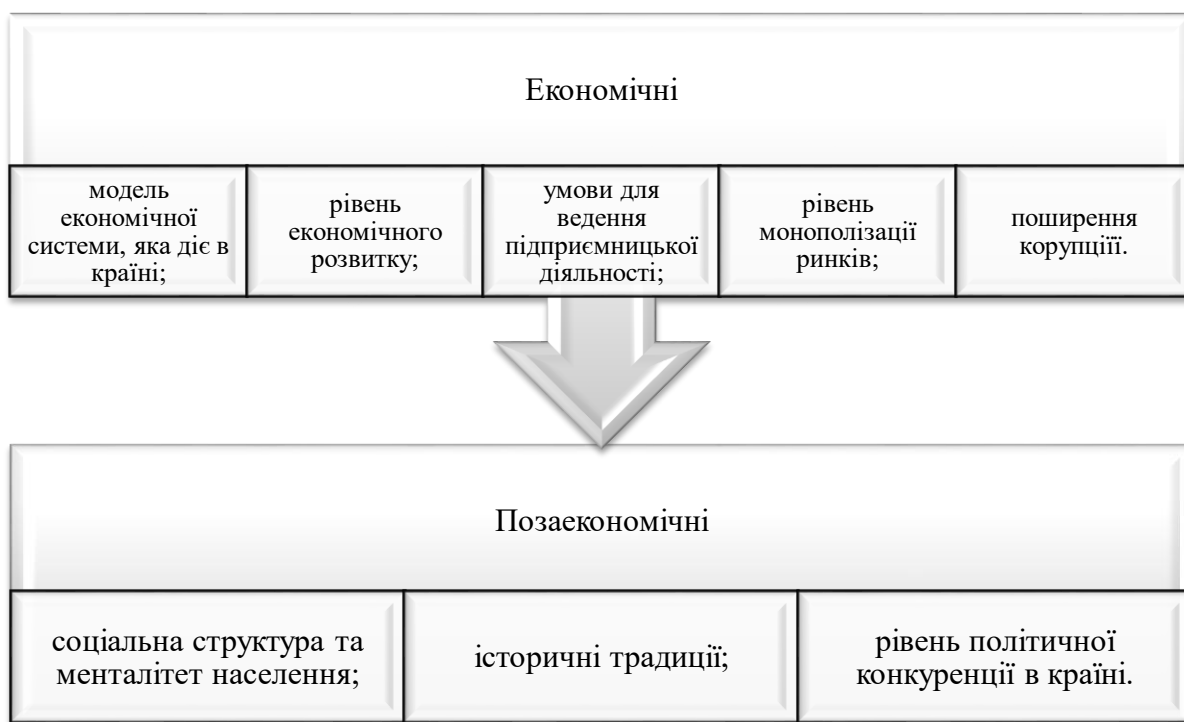 Економічні
модель
економічної
системи, яка діє в
країні;
рівень
економічного
розвитку;
умови для
ведення
підприємницької
діяльності;
рівень
монополізації
ринків;
поширення
корупціїї.
Позаекономічні
соціальна структура та
менталітет населення;
історичні традиції;
рівень політичної
конкуренції в країні.